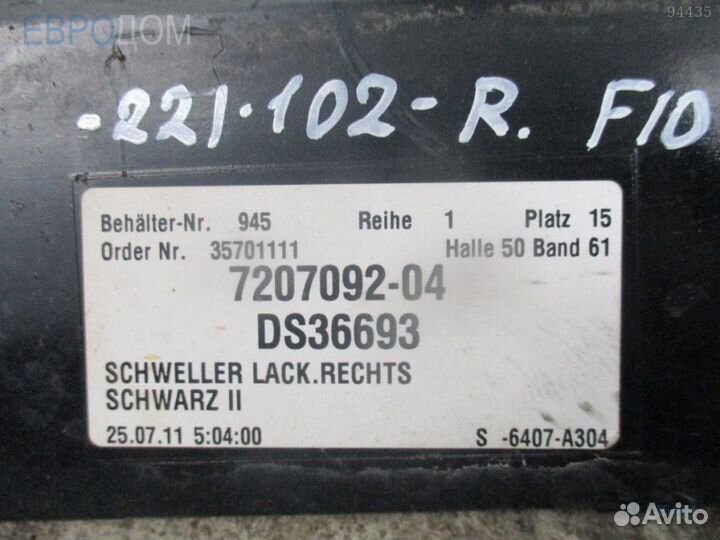 ЕВРОДОМ
94435
-221-102-R. F10
Behälter-Nr. 945 Reihe 1 Platz 15
Order Nr. 35701111 Halle 50 Band 61
7207092-04
DS36693
SCHWELLER LACK.RECHTS
SCHWARZ II
25.07.11 5:04:00 S -6407-A304
Avito